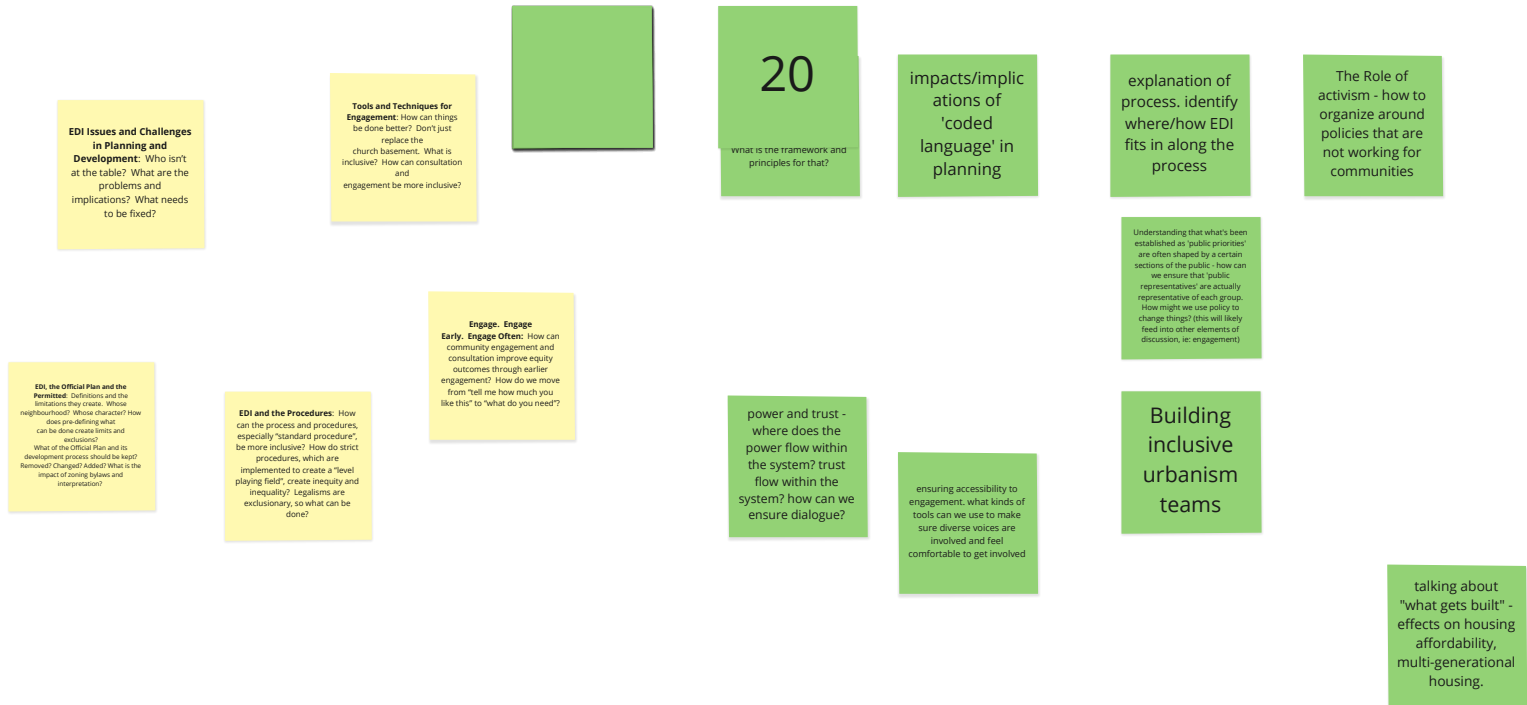 EDI Issues and Challenges
in Planning and
Development:  Who isn't
at the table?  What are the
problems and
implications?  What needs
to be fixed?
Tools and Techniques for
Engagement: How can things
be done better?  Don't just
replace the
church basement.  What is
inclusive?  How can consultation
and
engagement be more inclusive?
20
What is the framework and
principles for that?
impacts/implic
ations of
'coded
language' in
planning
explanation of
process. identify
where/how EDI
fits in along the
process
The Role of
activism - how to
organize around
policies that are
not working for
communities
Understanding that what's been
established as 'public priorities'
are often shaped by a certain
sections of the public - how can
we ensure that 'public
representatives' are actually
representative of each group.
How might we use policy to
change things? (this will likely
feed into other elements of
discussion, ie: engagement)
Engage.  Engage
Early.  Engage Often:  How can
community engagement and
consultation improve equity
outcomes through earlier
engagement?  How do we move
from "tell me how much you
like this" to "what do you need"?
EDI, the Official Plan and the
Permitted:  Definitions and the
limitations they create.  Whose
neighbourhood?  Whose character? How
does pre-defining what
can be done create limits and
exclusions?
What of the Official Plan and its
development process should be kept?
Removed? Changed? Added? What is the
impact of zoning bylaws and
interpretation?
EDI and the Procedures:  How
can the process and procedures,
especially "standard procedure",
be more inclusive?  How do strict
procedures, which are
implemented to create a "level
playing field", create inequity and
inequality?  Legalisms are
exclusionary, so what can be
done?
power and trust -
where does the
power flow within
the system? trust
flow within the
system? how can we
ensure dialogue?
ensuring accessibility to
engagement. what kinds of
tools can we use to make
sure diverse voices are
involved and feel
comfortable to get involved
Building
inclusive
urbanism
teams
talking about
"what gets built" -
effects on housing
affordability,
multi-generational
housing.